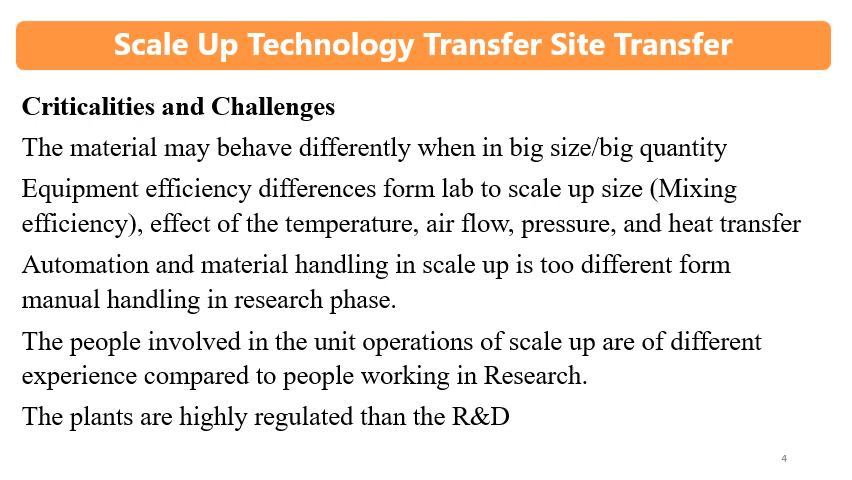 Scale Up Technology Transfer Site Transfer
Criticalities and Challenges
The material may behave differently when in big size/big quantity
Equipment efficiency differences form lab to scale up size (Mixing
efficiency), effect of the temperature, air flow, pressure, and heat transfer
Automation and material handling in scale up is too different form
manual handling in research phase.
The people involved in the unit operations of scale up are of different
experience compared to people working in Research.
The plants are highly regulated than the R&D
4